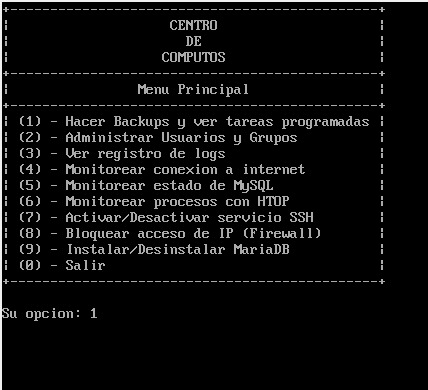 CENTRO
DE
COMPUTOS
Menu Principal
(1) - Hacer Backups y ver tareas programadas
(2) - Administrar Usuarios y Grupos
(3) - Ver registro de logs
(4) - Monitorear conexion a internet
(5) - Monitorear estado de MySQL
(6) - Monitorear procesos con HTOP
(7) - Activar/Desactivar servicio SSH
(8) - Bloquear acceso de IP (Firewall)
(9) - Instalar/Desinstalar MariaDB
(0) - Salir
Su opcion: 1